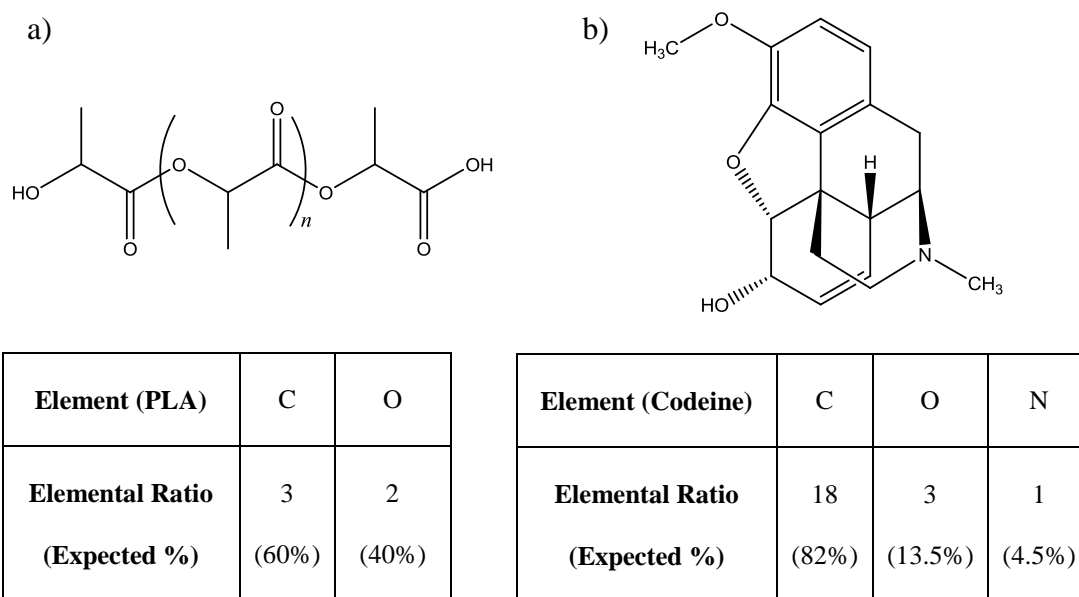 a)
O
HO
O
O
n
O
OH
O
b)
O
H₃C
O
H
N
CH₃
HO
Element (PLA) C O
Elemental Ratio 3 2
(Expected %) (60%) (40%)
Element (Codeine) C O N
Elemental Ratio 18 3 1
(Expected %) (82%) (13.5%) (4.5%)